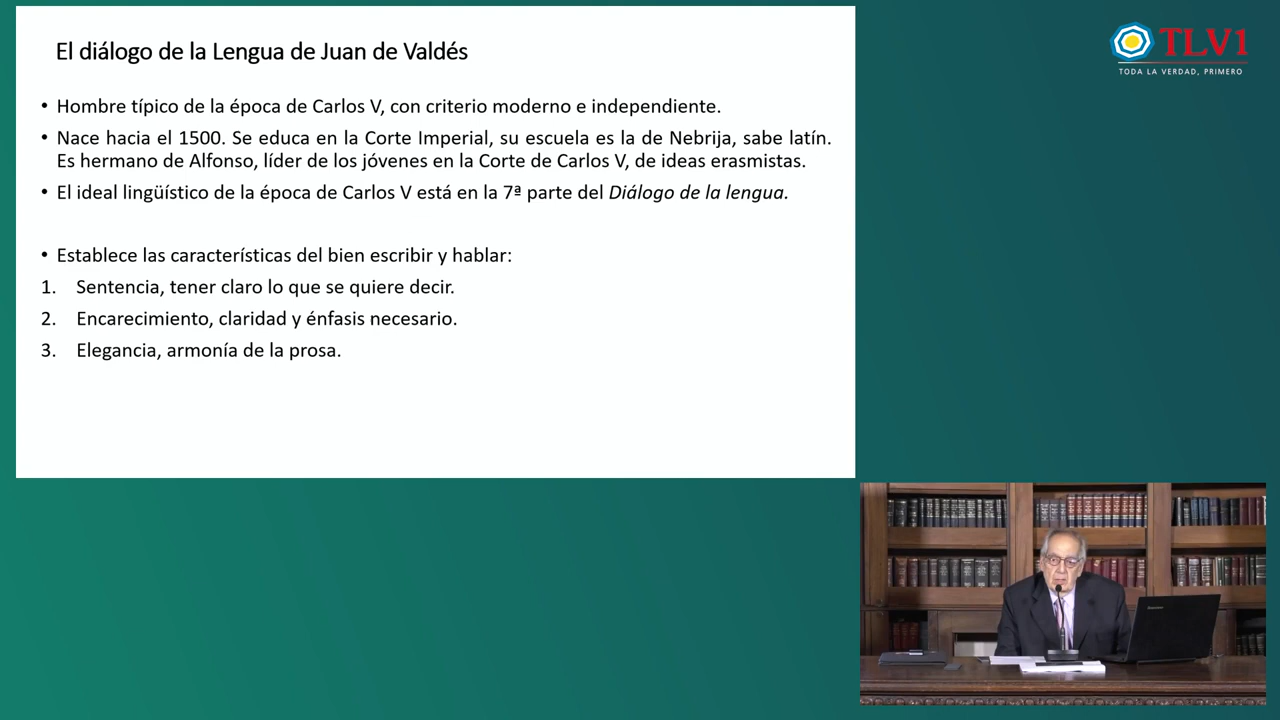 El diálogo de la Lengua de Juan de Valdés
• Hombre típico de la época de Carlos V, con criterio moderno e independiente.
• Nace hacia el 1500. Se educa en la Corte Imperial, su escuela es la de Nebrija, sabe latín.
Es hermano de Alfonso, líder de los jóvenes en la Corte de Carlos V, de ideas erasmistas.
• El ideal lingüístico de la época de Carlos V está en la 7ª parte del Diálogo de la lengua.
• Establece las características del bien escribir y hablar:
1. Sentencia, tener claro lo que se quiere decir.
2. Encarecimiento, claridad y énfasis necesario.
3. Elegancia, armonía de la prosa.
TLV1
TODA LA VERDAD, PRIMERO